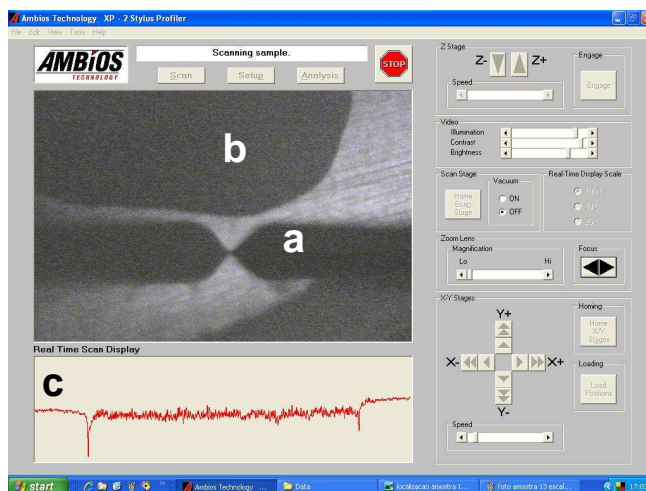 Ambios Technology XP - 2 Stylus Profiler
File Edit View Tools Help
AMBIOS
TECHNOLOGY
Scanning sample.
Scan Setup Analysis
STOP
b
a
Real Time Scan Display
c
Z Stage
Z- Z+
Speed
Engage
Engage
Video
Illumination
Contrast
Brightness
Scan Stage
Home
Scan
Stage
Vacuum
ON
OFF
Real-Time Display Scale
Zoom Lens
Magnification
Lo Hi
Focus
X-Y Stages
Y+
X- X+
Y-
Speed
Homing
Home
X/Y
Stages
Loading
Load
Positions
start
Ambios Technology ...
Data
localizacao amostra 1...
foto amostra 13 escal...